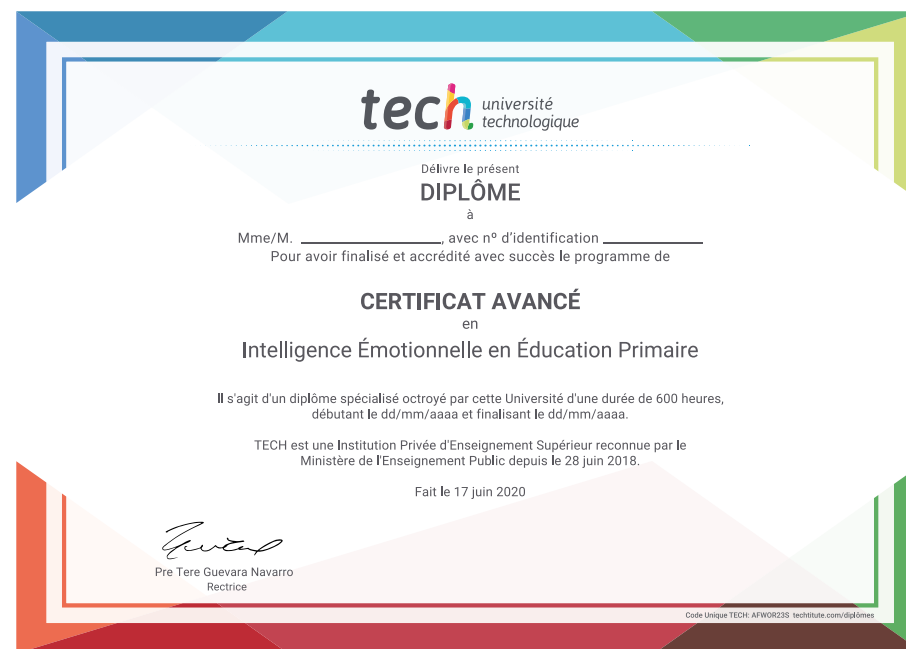 tech université
technologique
Délivre le présent
DIPLÔME
à
Mme/M. ____________________, avec nº d'identification ______________
Pour avoir finalisé et accrédité avec succès le programme de
CERTIFICAT AVANCÉ
en
Intelligence Émotionnelle en Éducation Primaire
Il s'agit d'un diplôme spécialisé octroyé par cette Université d'une durée de 600 heures,
débutant le dd/mm/aaaa et finalisant le dd/mm/aaaa.
TECH est une Institution Privée d'Enseignement Supérieur reconnue par le
Ministère de l'Enseignement Public depuis le 28 juin 2018.
Fait le 17 juin 2020
Pre Tere Guevara Navarro
Rectrice
Code Unique TECH: AFWOR23S techtitute.com/diplômes